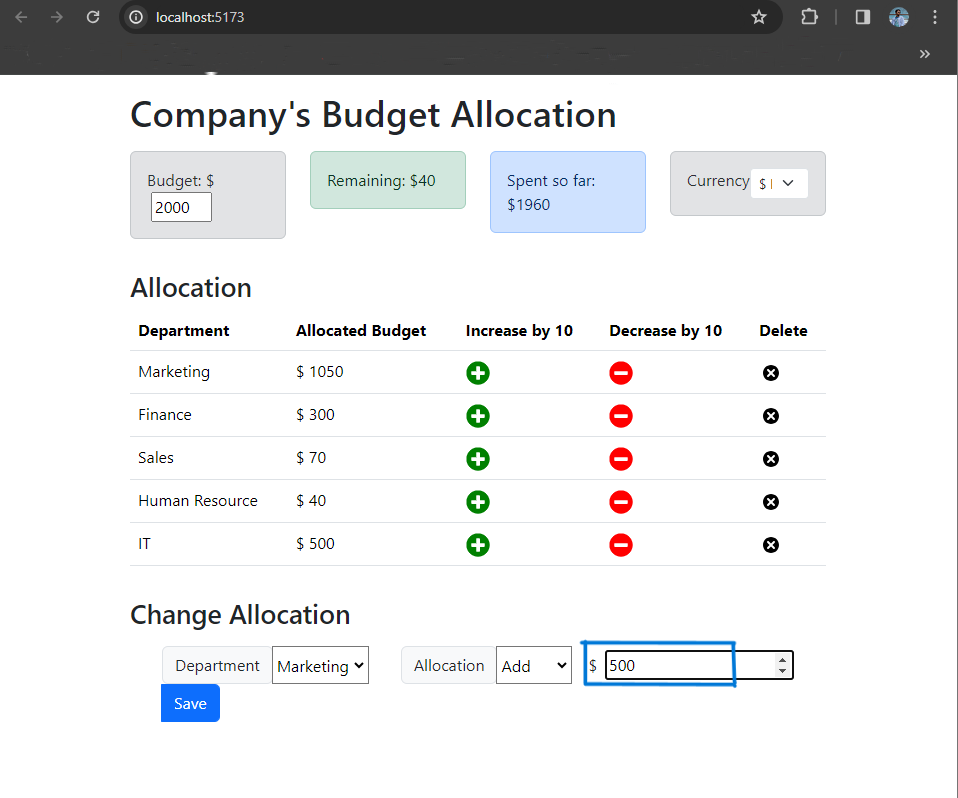 localhost:5173
Company's Budget Allocation
Budget: $
2000
Remaining: $40
Spent so far:
$1960
Currency $
Allocation
Department Allocated Budget Increase by 10 Decrease by 10 Delete
Marketing $ 1050
Finance $ 300
Sales $ 70
Human Resource $ 40
IT $ 500
Change Allocation
Department Marketing Allocation Add $ 500
Save